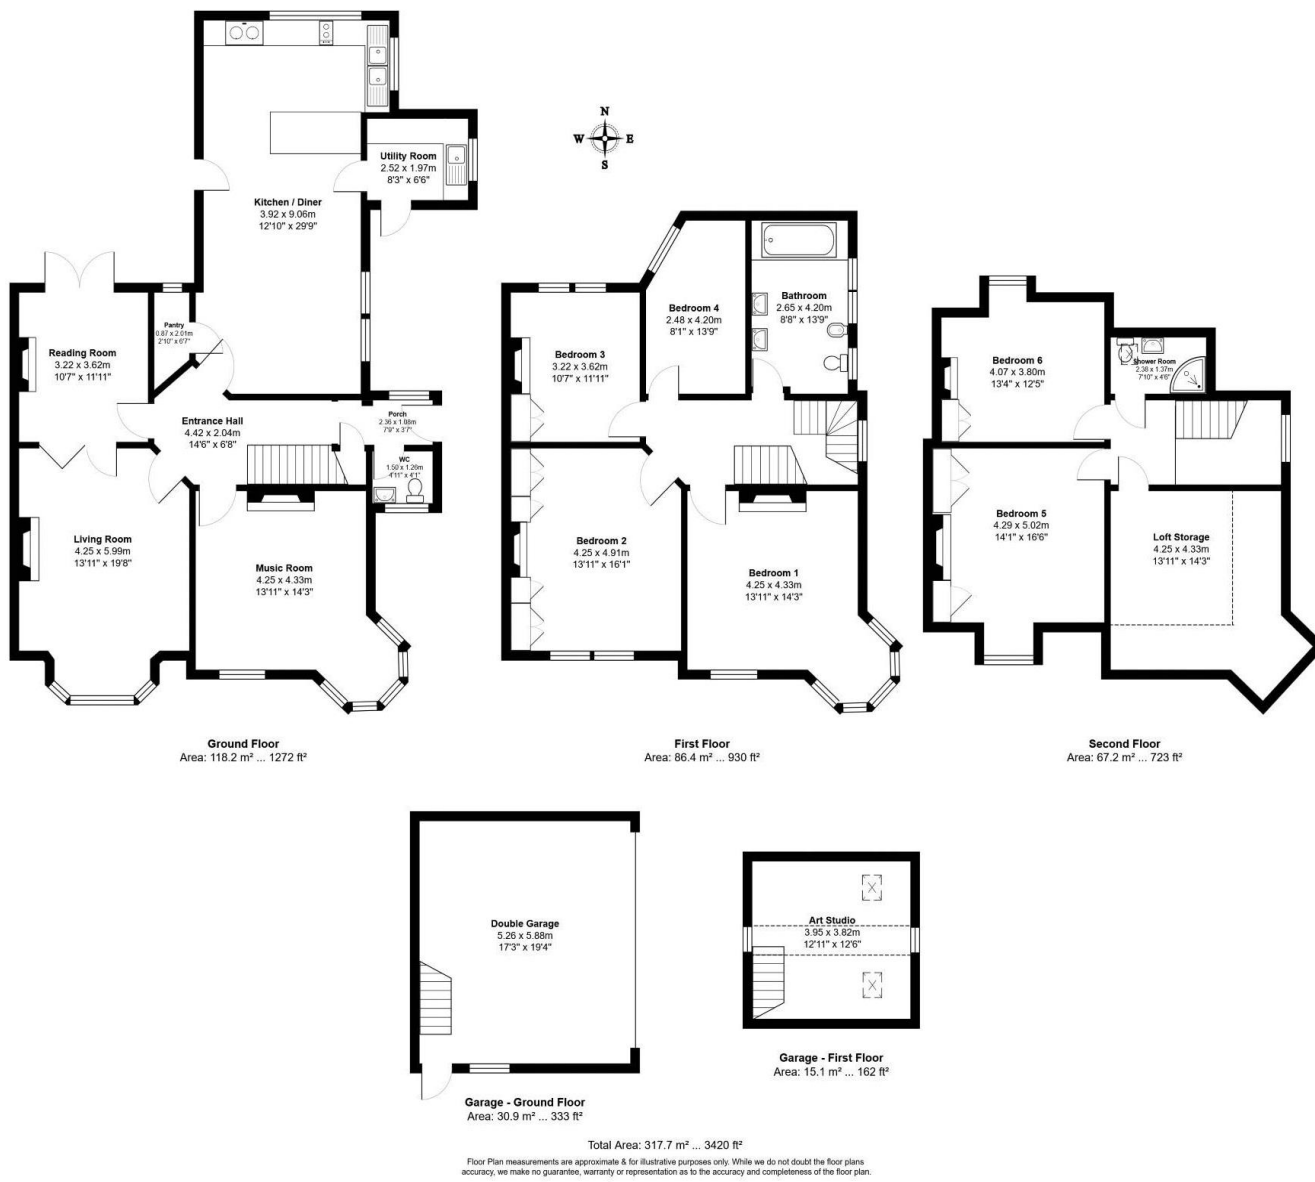 Utility Room
2.52 x 1.97m
8'3" x 6'6"
Kitchen / Diner
3.92 x 9.06m
12'10" x 29'9"
Pantry
0.87 x 2.01m
2'10" x 6'7"
Reading Room
3.22 x 3.62m
10'7" x 11'11"
Entrance Hall
4.42 x 2.04m
14'6" x 6'8"
Porch
2.36 x 1.08m
7'9" x 3'7"
WC
1.50 x 1.26m
4'11" x 4'1"
Living Room
4.25 x 5.99m
13'11" x 19'8"
Music Room
4.25 x 4.33m
13'11" x 14'3"
Ground Floor
Area: 118.2 m² ... 1272 ft²
N
W E
S
Bedroom 4
2.48 x 4.20m
8'1" x 13'9"
Bathroom
2.65 x 4.20m
8'8" x 13'9"
Bedroom 3
3.22 x 3.62m
10'7" x 11'11"
Bedroom 2
4.25 x 4.91m
13'11" x 16'1"
Bedroom 1
4.25 x 4.33m
13'11" x 14'3"
First Floor
Area: 86.4 m² ... 930 ft²
Bedroom 6
4.07 x 3.80m
13'4" x 12'5"
Shower Room
2.38 x 1.37m
7'10" x 4'6"
Bedroom 5
4.29 x 5.02m
14'1" x 16'6"
Loft Storage
4.25 x 4.33m
13'11" x 14'3"
Second Floor
Area: 67.2 m² ... 723 ft²
Double Garage
5.26 x 5.88m
17'3" x 19'4"
Garage - Ground Floor
Area: 30.9 m² ... 333 ft²
Art Studio
3.95 x 3.82m
12'11" x 12'6"
Garage - First Floor
Area: 15.1 m² ... 162 ft²
Total Area: 317.7 m² ... 3420 ft²
Floor Plan measurements are approximate & for illustrative purposes only. While we do not doubt the floor plans
accuracy, we make no guarantee, warranty or representation as to the accuracy and completeness of the floor plan.